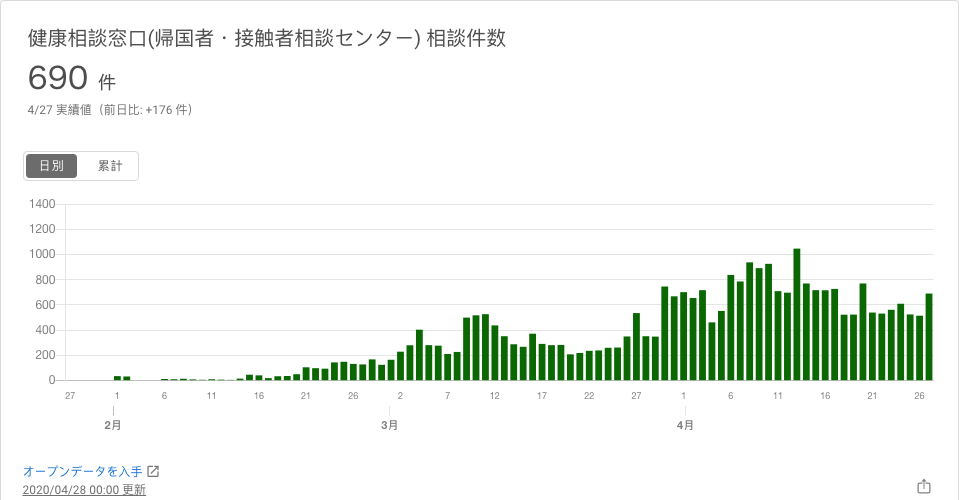 健康相談窓口(帰国者・接触者相談センター) 相談件数
690 件
4/27 実績値（前日比: +176 件）
日別 累計
1400
1200
1000
800
600
400
200
0
27 1 6 11 16 21 26 2 7 12 17 22 27 1 6 11 16 21 26
2月 3月 4月
オープンデータを入手
2020/04/28 00:00 更新